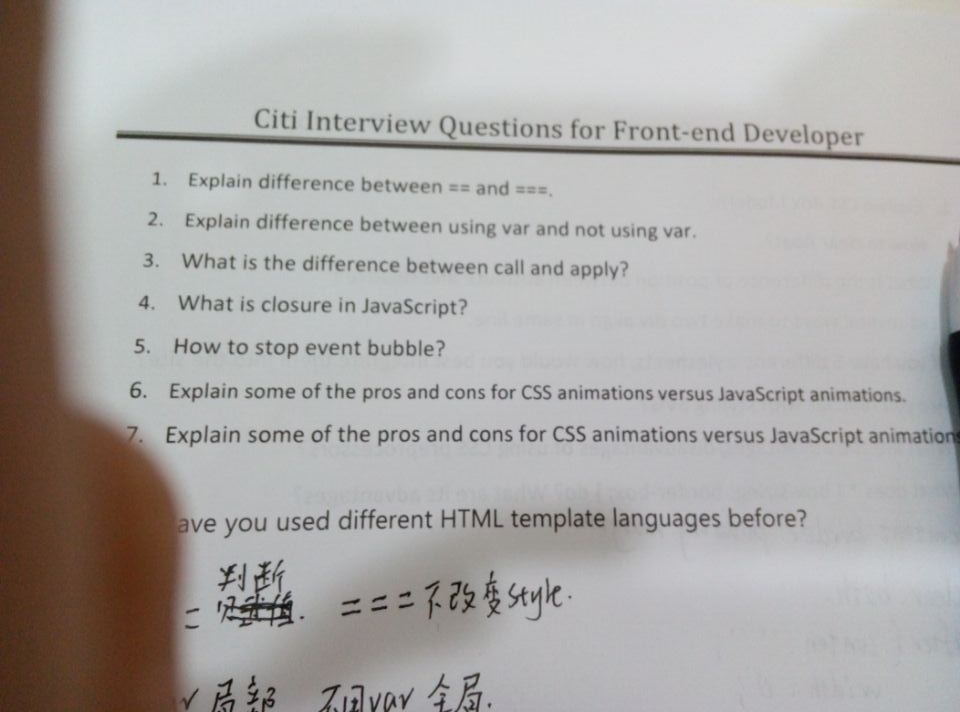 Citi Interview Questions for Front-end Developer
1. Explain difference between == and ===.
2. Explain difference between using var and not using var.
3. What is the difference between call and apply?
4. What is closure in JavaScript?
5. How to stop event bubble?
6. Explain some of the pros and cons for CSS animations versus JavaScript animations.
7. Explain some of the pros and cons for CSS animations versus JavaScript animations
ave you used different HTML template languages before?
判断
= . === 不改变style.
局部 不用var 全局.